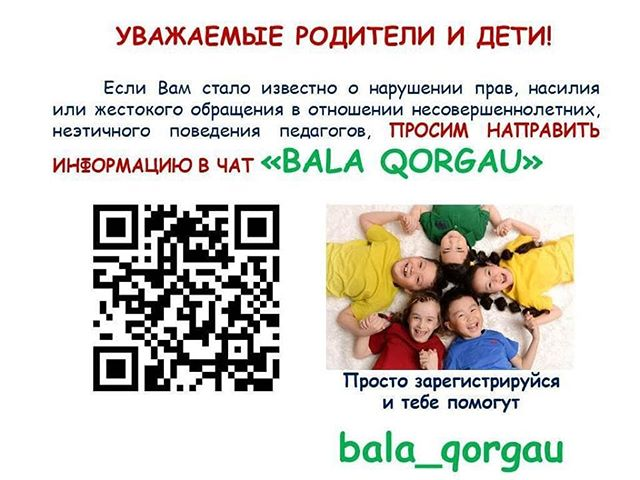 УВАЖАЕМЫЕ РОДИТЕЛИ И ДЕТИ!
Если Вам стало известно о нарушении прав, насилия
или жестокого обращения в отношении несовершеннолетних,
неэтичного поведения педагогов, ПРОСИМ НАПРАВИТЬ
ИНФОРМАЦИЮ В ЧАТ «BALA QORGAU»
Просто зарегистрируйся
и тебе помогут
bala_qorgau